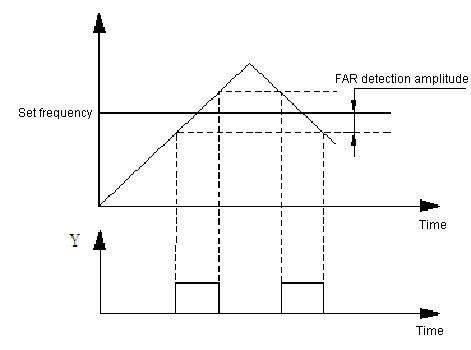 FAR detection amplitude
Set frequency
Time
Y
Time